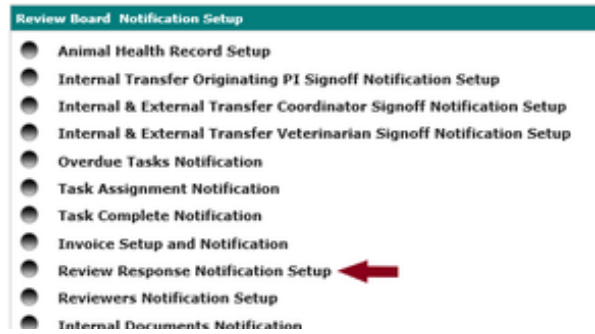 Review Board Notification Setup
Animal Health Record Setup
Internal Transfer Originating PI Signoff Notification Setup
Internal & External Transfer Coordinator Signoff Notification Setup
Internal & External Transfer Veterinarian Signoff Notification Setup
Overdue Tasks Notification
Task Assignment Notification
Task Complete Notification
Invoice Setup and Notification
Review Response Notification Setup
Reviewers Notification Setup
Internal Documents Notification